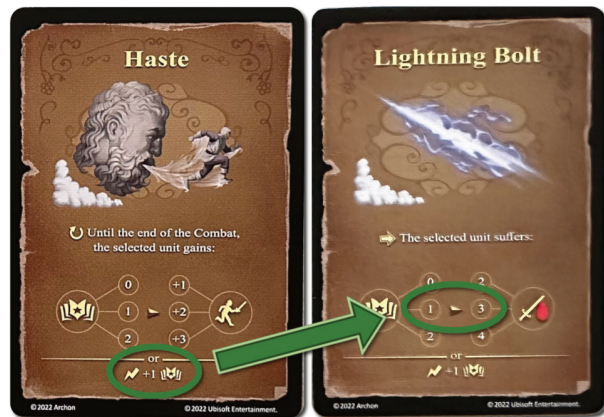 Haste
Until the end of the Combat,
the selected unit gains:
0 +1
1 +2
2 +3
or
+1
© 2022 Archon © 2022 Ubisoft Entertainment.
Lightning Bolt
The selected unit suffers:
0 2
1 3
2 4
or
+1
© 2022 Archon © 2022 Ubisoft Entertainment.